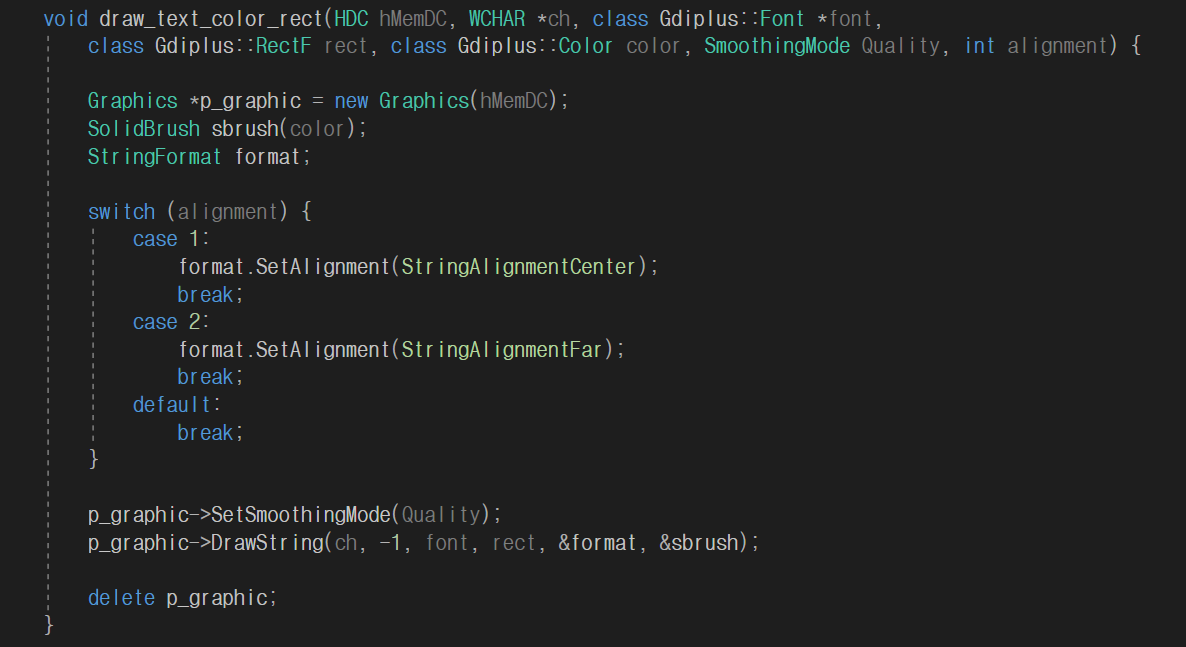 void draw_text_color_rect(HDC hMemDC, WCHAR *ch, class Gdiplus::Font *font,
    class Gdiplus::RectF rect, class Gdiplus::Color color, SmoothingMode Quality, int alignment) {

    Graphics *p_graphic = new Graphics(hMemDC);
    SolidBrush sbrush(color);
    StringFormat format;

    switch (alignment) {
        case 1:
            format.SetAlignment(StringAlignmentCenter);
            break;
        case 2:
            format.SetAlignment(StringAlignmentFar);
            break;
        default:
            break;
    }

    p_graphic->SetSmoothingMode(Quality);
    p_graphic->DrawString(ch, -1, font, rect, &format, &sbrush);

    delete p_graphic;
}